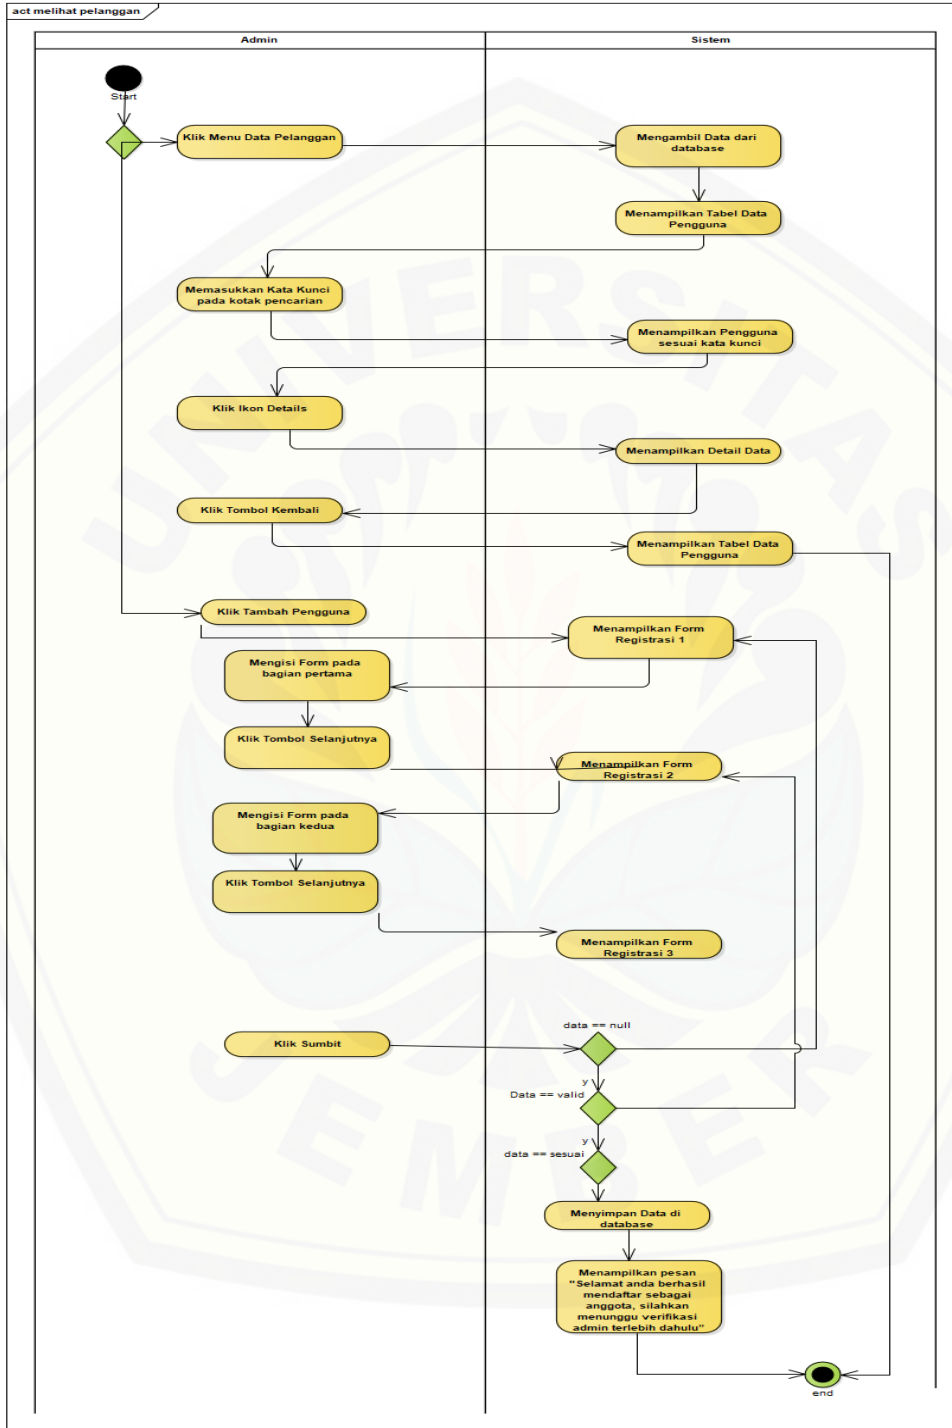 act melihat pelanggan
Admin
Sistem
Start
Klik Menu Data Pelanggan
Mengambil Data dari
database
Menampilkan Tabel Data
Pengguna
Memasukkan Kata Kunci
pada kotak pencarian
Menampilkan Pengguna
sesuai kata kunci
Klik Ikon Details
Menampilkan Detail Data
Klik Tombol Kembali
Menampilkan Tabel Data
Pengguna
Klik Tambah Pengguna
Menampilkan Form
Registrasi 1
Mengisi Form pada
bagian pertama
Klik Tombol Selanjutnya
Menampilkan Form
Registrasi 2
Mengisi Form pada
bagian kedua
Klik Tombol Selanjutnya
Menampilkan Form
Registrasi 3
Klik Sumbit
data == null
y
Data == valid
y
data == sesuai
Menyimpan Data di
database
Menampilkan pesan
"Selamat anda berhasil
mendaftar sebagai
anggota, silahkan
menunggu verifikasi
admin terlebih dahulu"
end
UNIVERSITAS
JEMBER